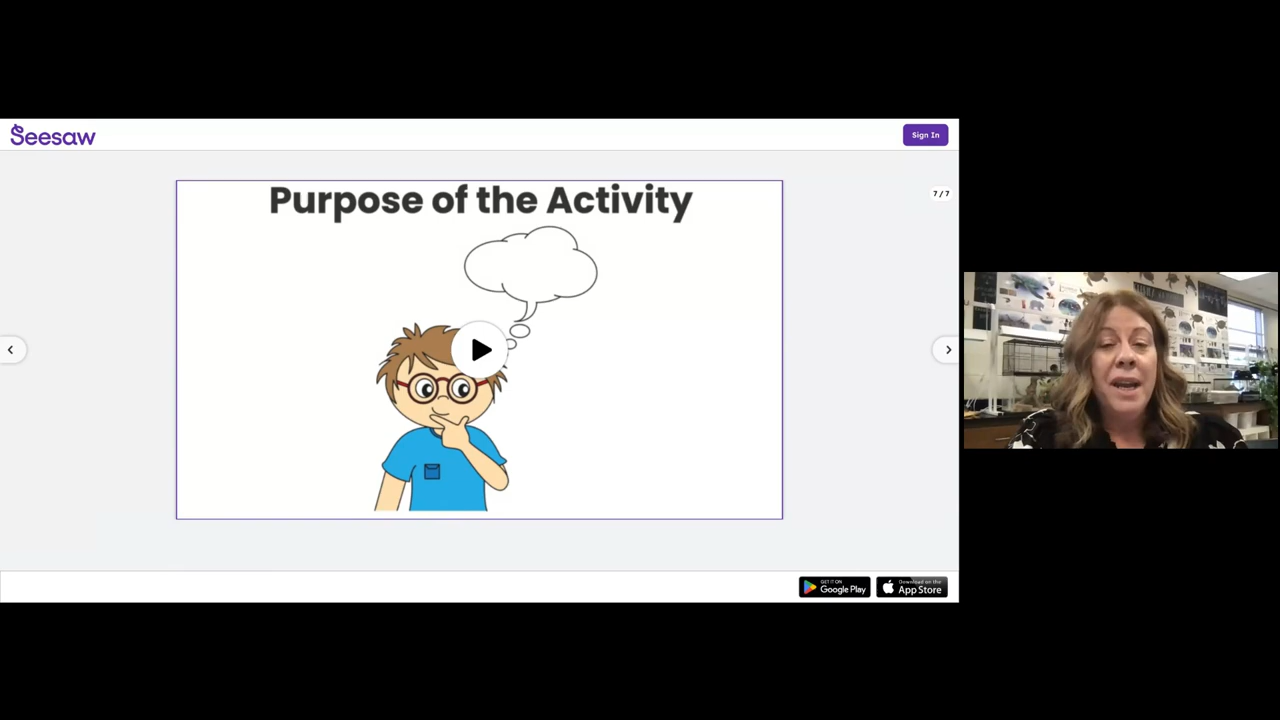 Seesaw
Sign In
Purpose of the Activity
7 / 7
GET IT ON
Google Play
Download on the
App Store